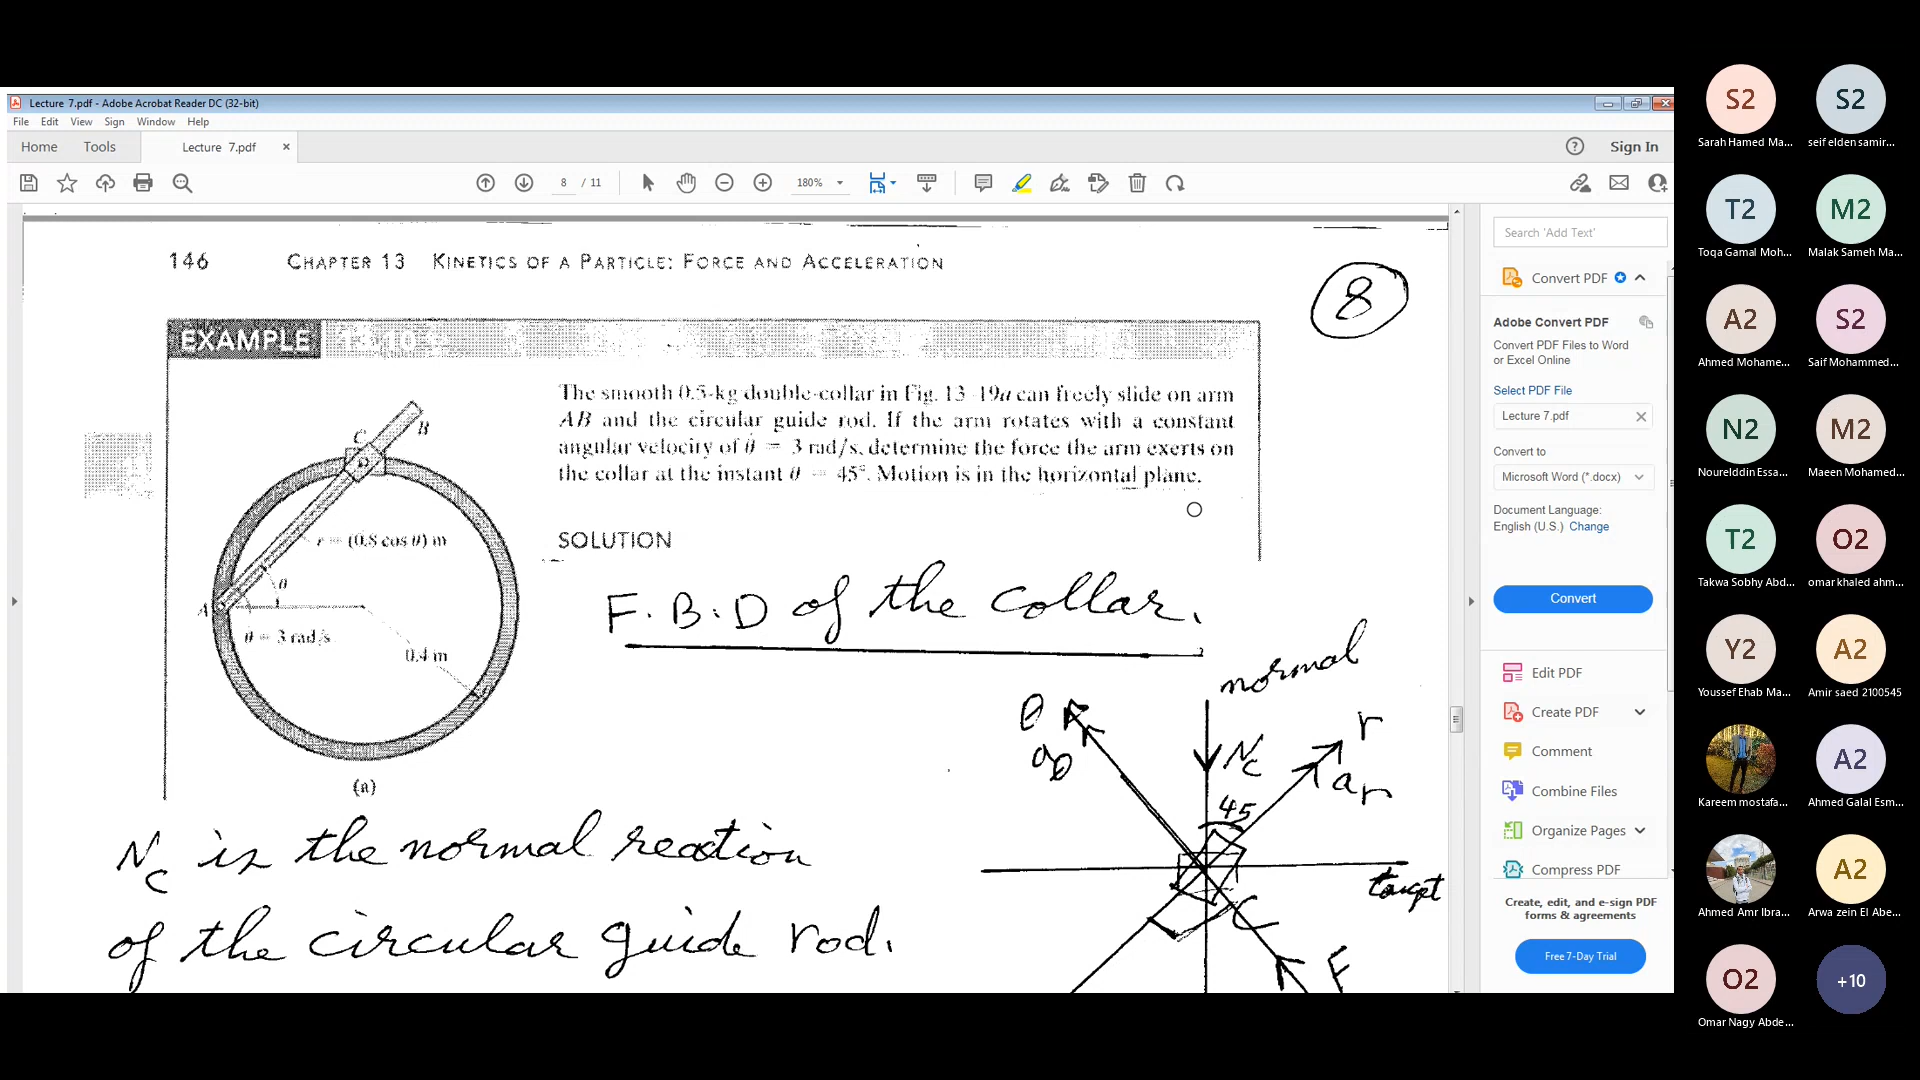 Lecture 7.pdf - Adobe Acrobat Reader DC (32-bit)
File Edit View Sign Window Help
Home Tools Lecture 7.pdf × Sign In
8 / 11 180%
146 CHAPTER 13 KINETICS OF A PARTICLE: FORCE AND ACCELERATION
8
EXAMPLE 13.10
The smooth 0.5-kg double-collar in Fig. 13–19a can freely slide on arm
AB and the circular guide rod. If the arm rotates with a constant
angular velocity of θ̇ = 3 rad/s, determine the force the arm exerts on
the collar at the instant θ = 45°. Motion is in the horizontal plane.
C
B
r = (0.8 cos θ) m
θ
A
θ̇ = 3 rad/s
0.4 m
(a)
SOLUTION
F.B.D of the collar.
normal
θ
aθ
Nc
r
ar
45
tangt
C
F
Nc is the normal reaction
of the circular guide rod.
Search 'Add Text'
Convert PDF
Adobe Convert PDF
Convert PDF Files to Word
or Excel Online
Select PDF File
Lecture 7.pdf
Convert to
Microsoft Word (*.docx)
Document Language:
English (U.S.) Change
Convert
Edit PDF
Create PDF
Comment
Combine Files
Organize Pages
Compress PDF
Create, edit, and e-sign PDF
forms & agreements
Free 7-Day Trial
S2 S2
Sarah Hamed Ma... seif elden samir...
T2 M2
Toqa Gamal Moh... Malak Sameh Ma...
A2 S2
Ahmed Mohame... Saif Mohammed...
N2 M2
Noureldin Essa... Maeen Mohamed...
T2 O2
Takwa Sobhy Abd... omar khaled ahm...
Y2 A2
Youssef Ehab Ma... Amir saed 2100545
A2
Kareem mostafa... Ahmed Galal Esm...
A2
Ahmed Amr Ibra... Arwa zein El Abe...
O2 +10
Omar Nagy Abde...